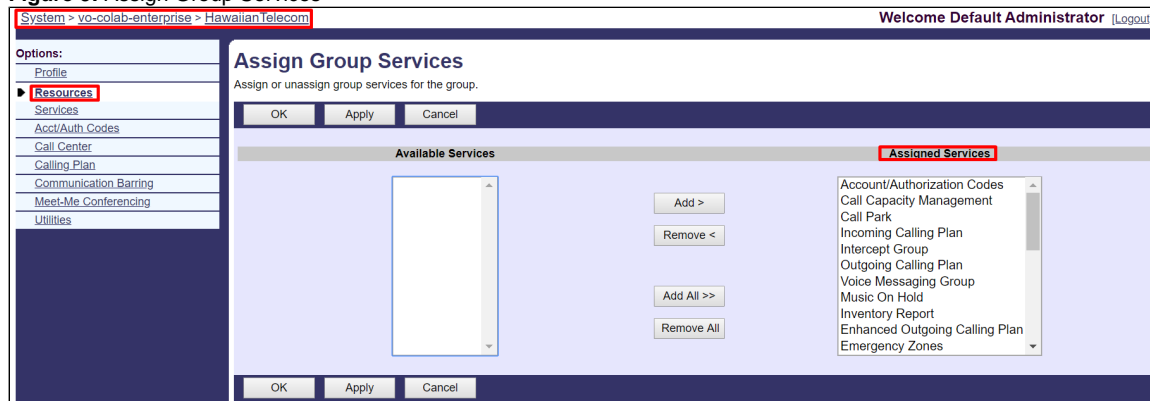 System > vo-colab-enterprise > HawaiianTelecom
Welcome Default Administrator [Logout
Options:
Profile
Resources
Services
Acct/Auth Codes
Call Center
Calling Plan
Communication Barring
Meet-Me Conferencing
Utilities
Assign Group Services
Assign or unassign group services for the group.
OK Apply Cancel
Available Services
Assigned Services
Add >
Remove <
Add All >>
Remove All
Account/Authorization Codes
Call Capacity Management
Call Park
Incoming Calling Plan
Intercept Group
Outgoing Calling Plan
Voice Messaging Group
Music On Hold
Inventory Report
Enhanced Outgoing Calling Plan
Emergency Zones
OK Apply Cancel